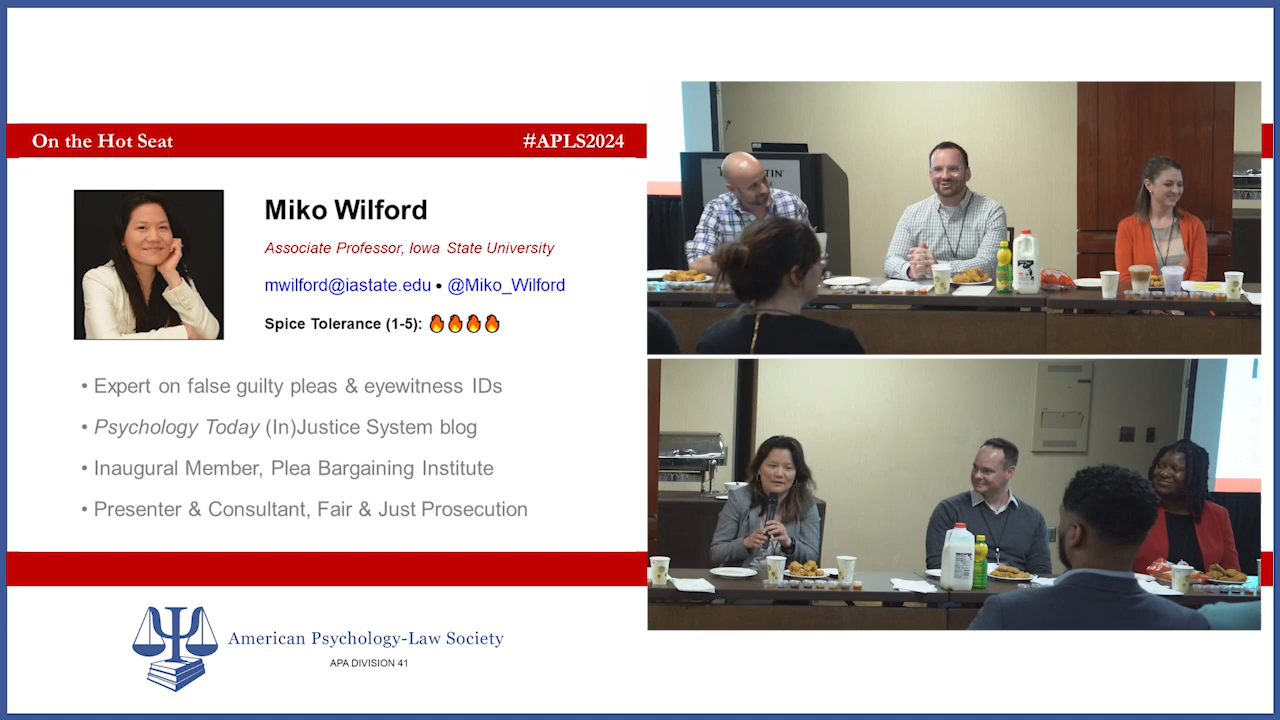 On the Hot Seat
#APLS2024
Miko Wilford
Associate Professor, Iowa State University
mwilford@iastate.edu • @Miko_Wilford
Spice Tolerance (1-5):
• Expert on false guilty pleas & eyewitness IDs
• Psychology Today (In)Justice System blog
• Inaugural Member, Plea Bargaining Institute
• Presenter & Consultant, Fair & Just Prosecution
American Psychology-Law Society
APA DIVISION 41